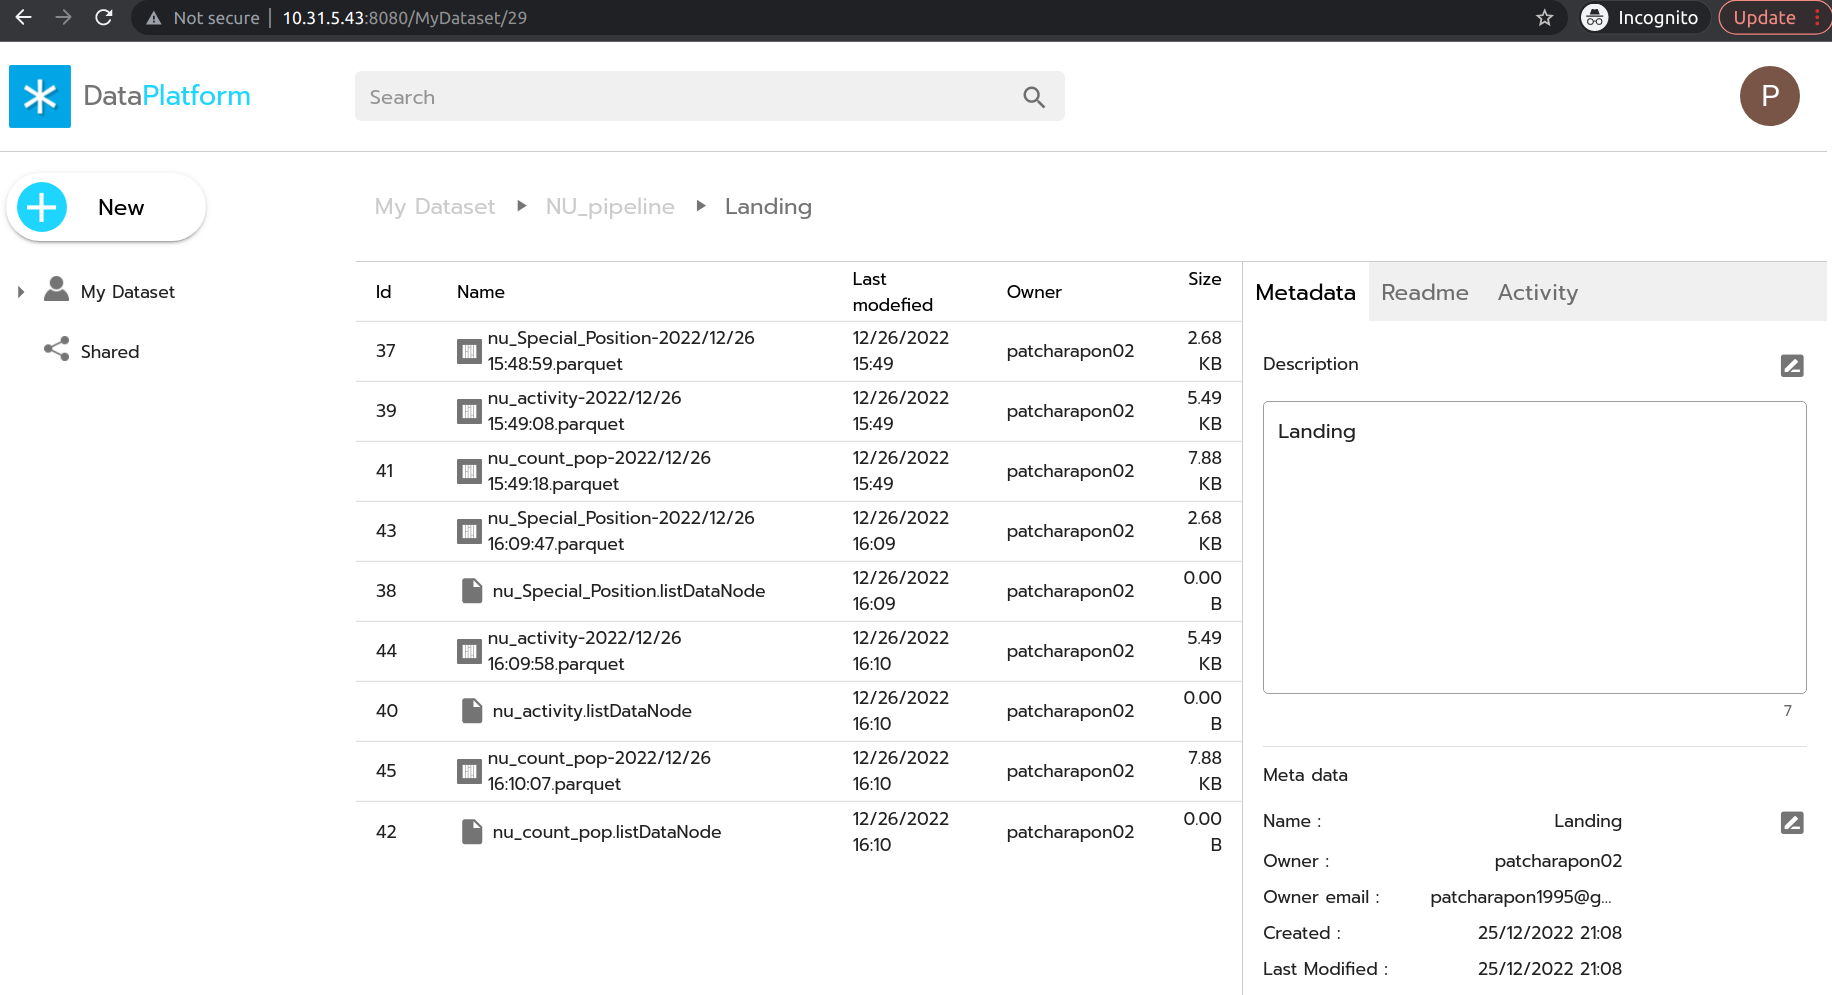 Not secure | 10.31.5.43:8080/MyDataset/29
Incognito
Update
DataPlatform
Search
P
New
My Dataset
Shared
My Dataset NU_pipeline Landing
Id Name Last modefied Owner Size
37 nu_Special_Position-2022/12/26 15:48:59.parquet 12/26/2022 15:49 patcharapon02 2.68 KB
39 nu_activity-2022/12/26 15:49:08.parquet 12/26/2022 15:49 patcharapon02 5.49 KB
41 nu_count_pop-2022/12/26 15:49:18.parquet 12/26/2022 15:49 patcharapon02 7.88 KB
43 nu_Special_Position-2022/12/26 16:09:47.parquet 12/26/2022 16:09 patcharapon02 2.68 KB
38 nu_Special_Position.listDataNode 12/26/2022 16:09 patcharapon02 0.00 B
44 nu_activity-2022/12/26 16:09:58.parquet 12/26/2022 16:10 patcharapon02 5.49 KB
40 nu_activity.listDataNode 12/26/2022 16:10 patcharapon02 0.00 B
45 nu_count_pop-2022/12/26 16:10:07.parquet 12/26/2022 16:10 patcharapon02 7.88 KB
42 nu_count_pop.listDataNode 12/26/2022 16:10 patcharapon02 0.00 B
Metadata Readme Activity
Description
Landing
7
Meta data
Name : Landing
Owner : patcharapon02
Owner email : patcharapon1995@g...
Created : 25/12/2022 21:08
Last Modified : 25/12/2022 21:08